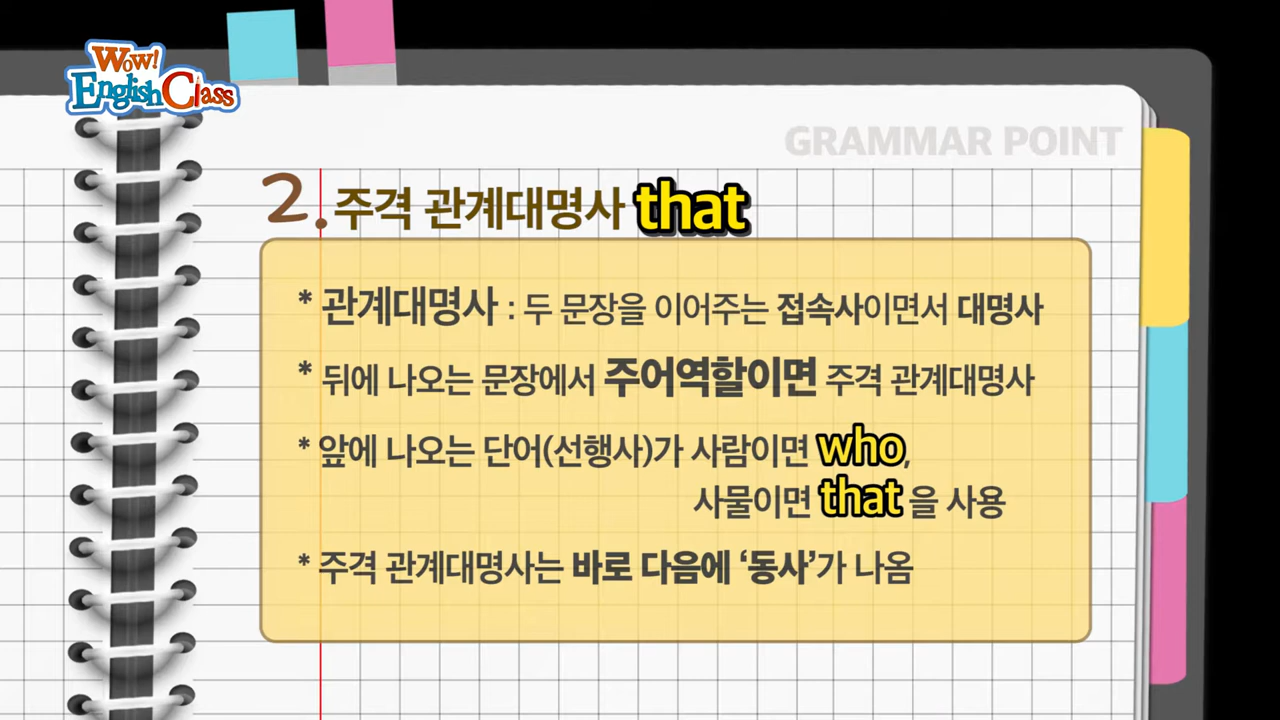 Wow!
English Class
GRAMMAR POINT
2. 주격 관계대명사 that
* 관계대명사 : 두 문장을 이어주는 접속사이면서 대명사
* 뒤에 나오는 문장에서 주어역할이면 주격 관계대명사
* 앞에 나오는 단어(선행사)가 사람이면 who,
사물이면 that 을 사용
* 주격 관계대명사는 바로 다음에 ‘동사’가 나옴